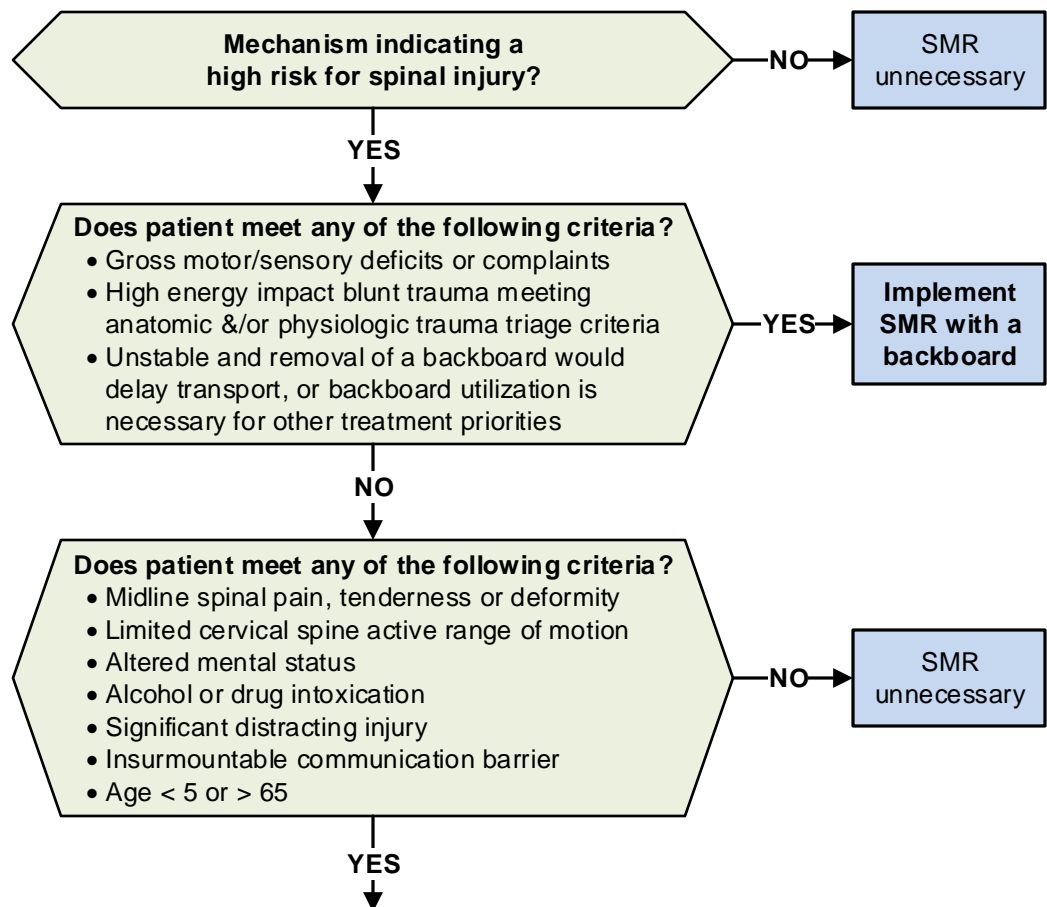 Mechanism indicating a
high risk for spinal injury?
NO
SMR
unnecessary
YES
Does patient meet any of the following criteria?
• Gross motor/sensory deficits or complaints
• High energy impact blunt trauma meeting
anatomic &/or physiologic trauma triage criteria
• Unstable and removal of a backboard would
delay transport, or backboard utilization is
necessary for other treatment priorities
YES
Implement
SMR with a
backboard
NO
Does patient meet any of the following criteria?
• Midline spinal pain, tenderness or deformity
• Limited cervical spine active range of motion
• Altered mental status
• Alcohol or drug intoxication
• Significant distracting injury
• Insurmountable communication barrier
• Age < 5 or > 65
NO
SMR
unnecessary
YES